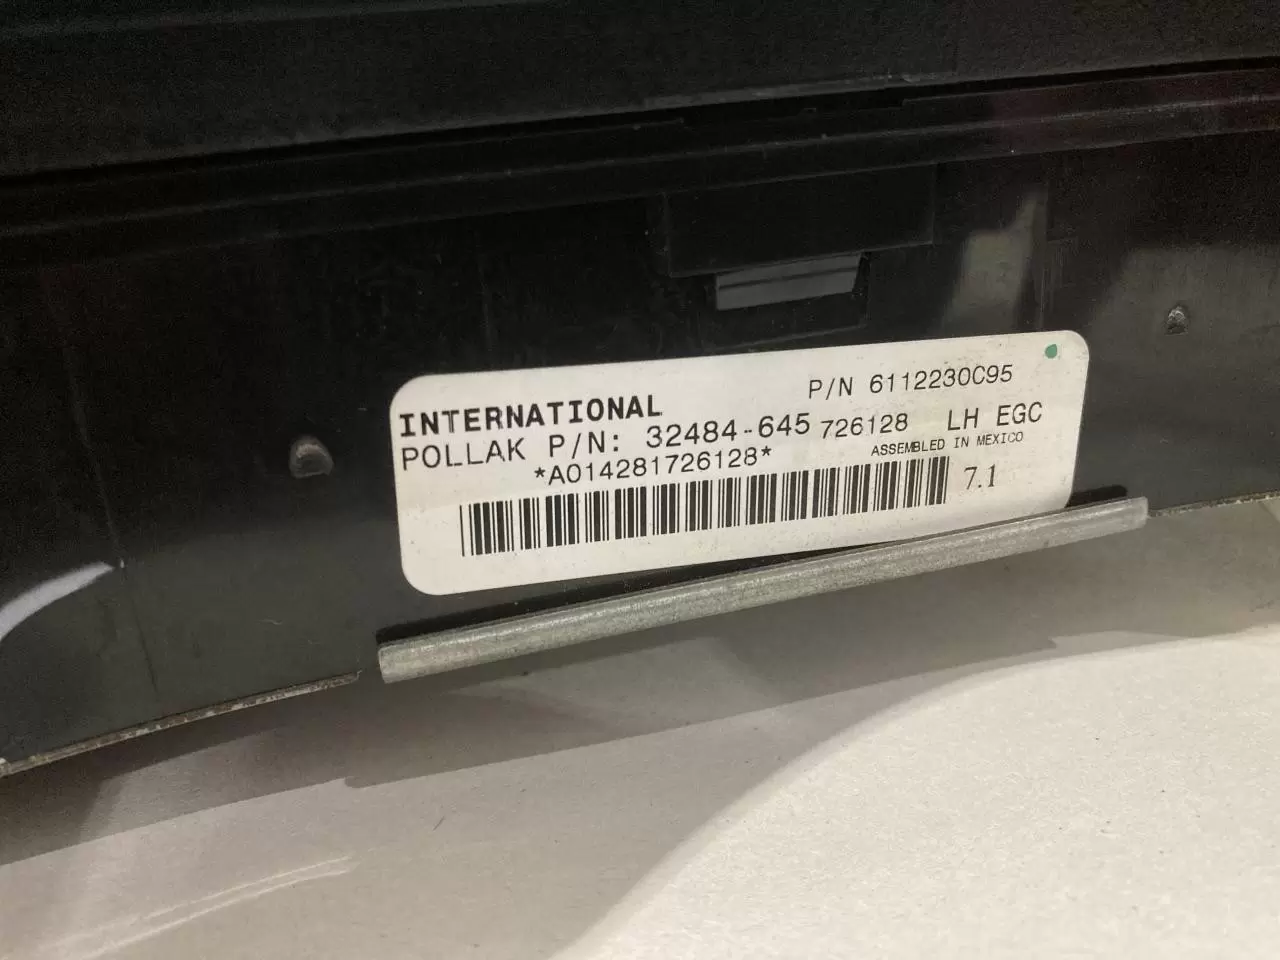 P/N 6112230C95
INTERNATIONAL
POLLAK P/N: 32484-645 726128 LH EGC
*A014281726128* ASSEMBLED IN MEXICO
7.1